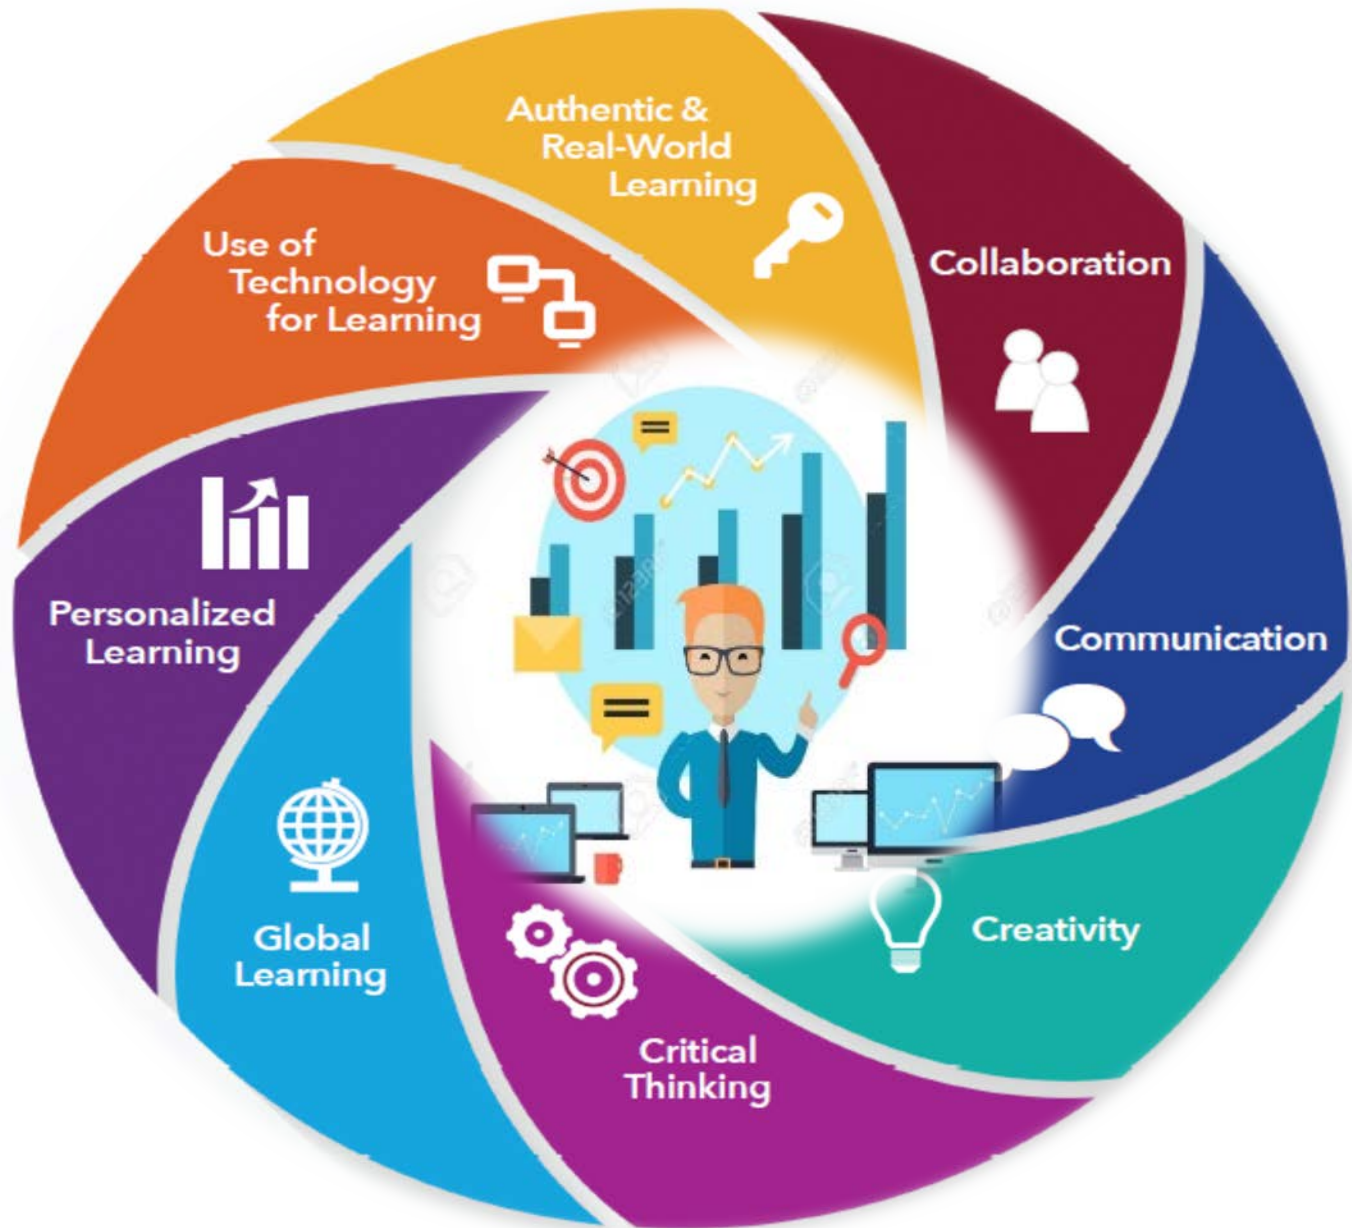 Authentic &
Real-World
Learning
Collaboration
Use of
Technology
for Learning
Personalized
Learning
Communication
Global
Learning
Creativity
Critical
Thinking